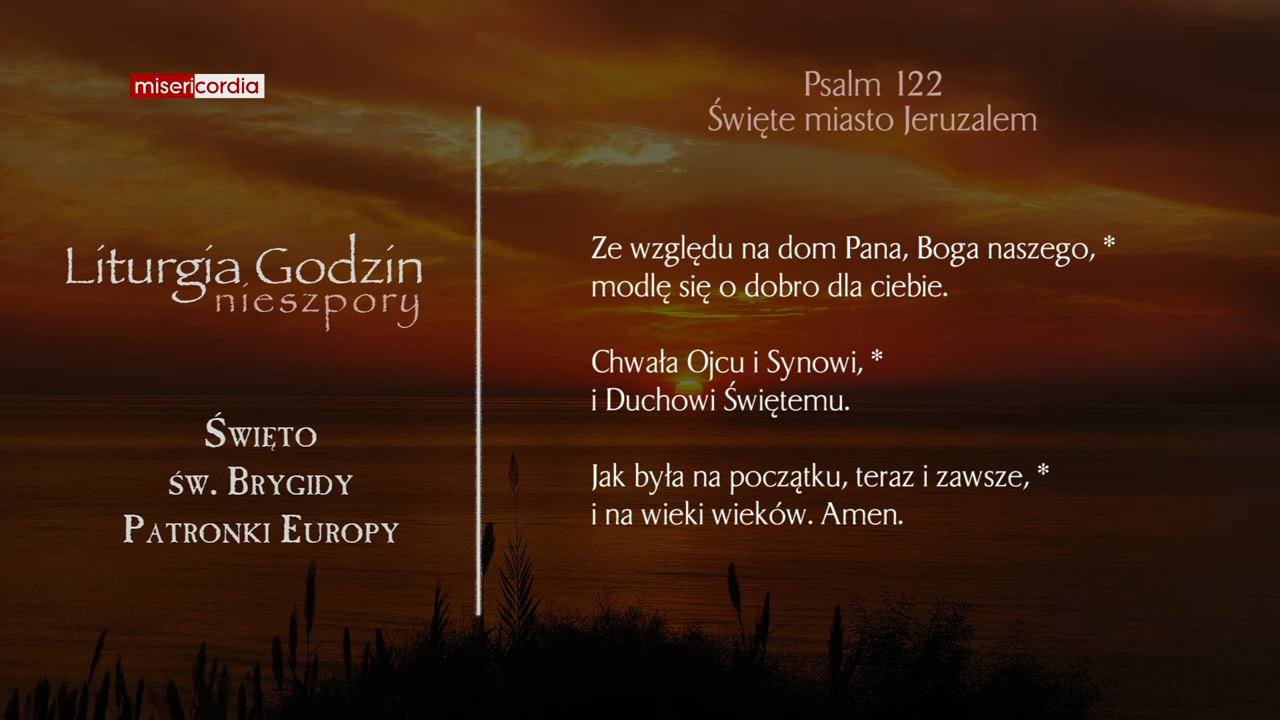 misericordia
Liturgia Godzin
nieszpory
Święto
św. Brygidy
Patronki Europy
Psalm 122
Święte miasto Jeruzalem
Ze względu na dom Pana, Boga naszego, *
modlę się o dobro dla ciebie.
Chwała Ojcu i Synowi, *
i Duchowi Świętemu.
Jak była na początku, teraz i zawsze, *
i na wieki wieków. Amen.